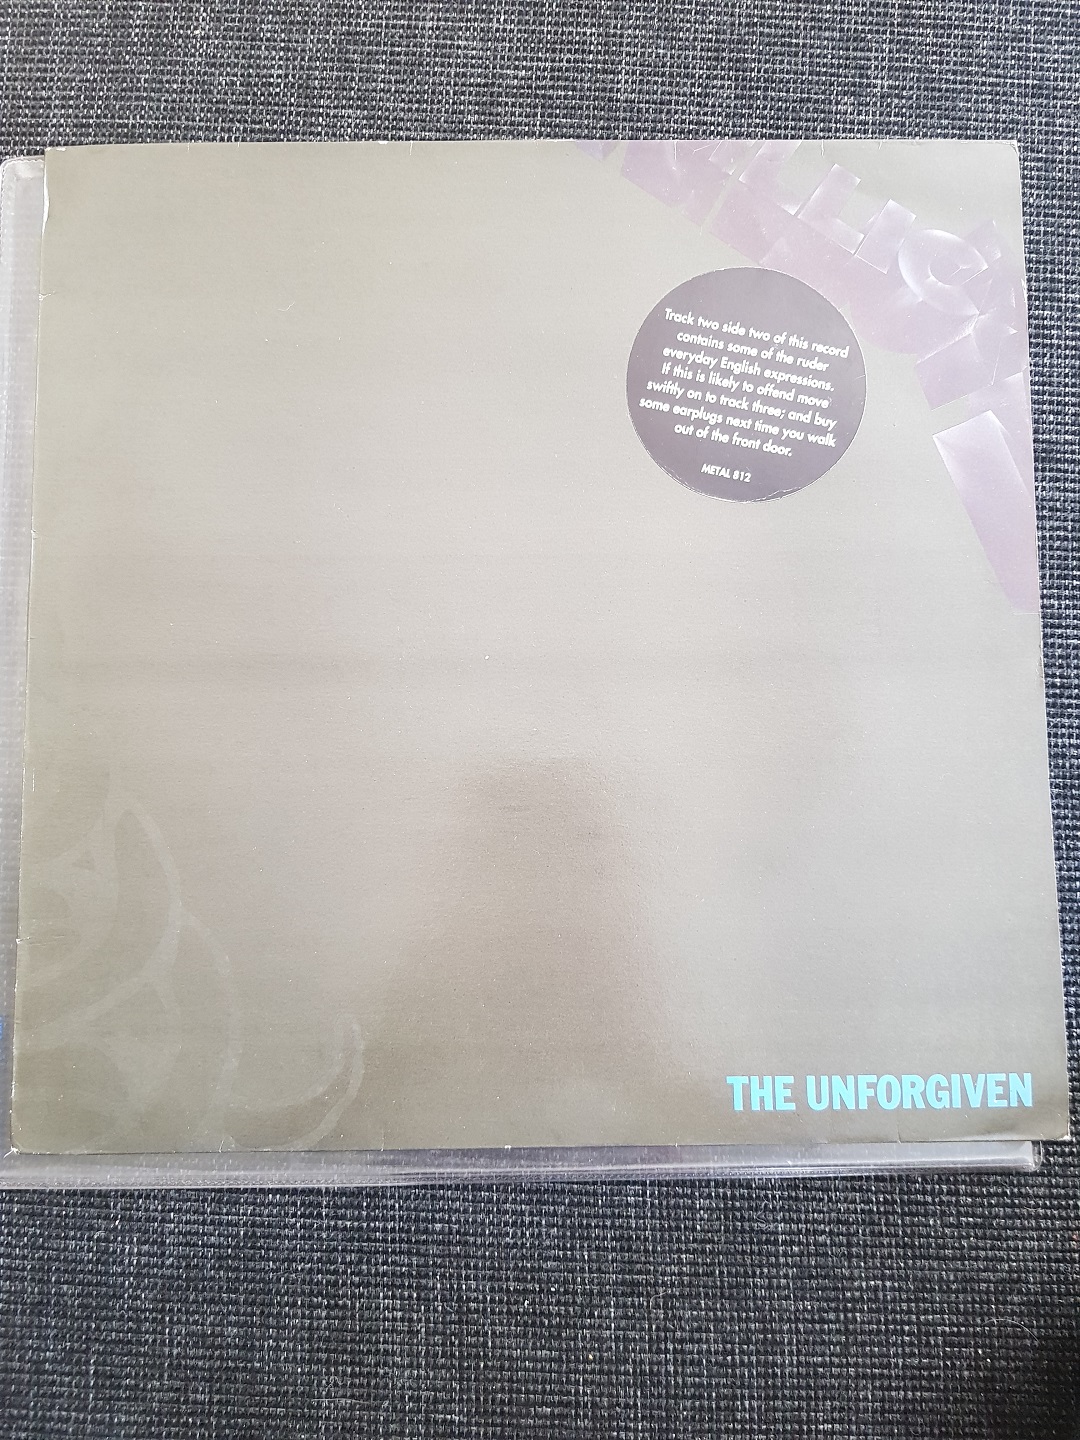 Track two side two of this record
contains some of the ruder
everyday English expressions.
If this is likely to offend move
swiftly on to track three; and buy
some earplugs next time you walk
out of the front door.
METAL 812
THE UNFORGIVEN